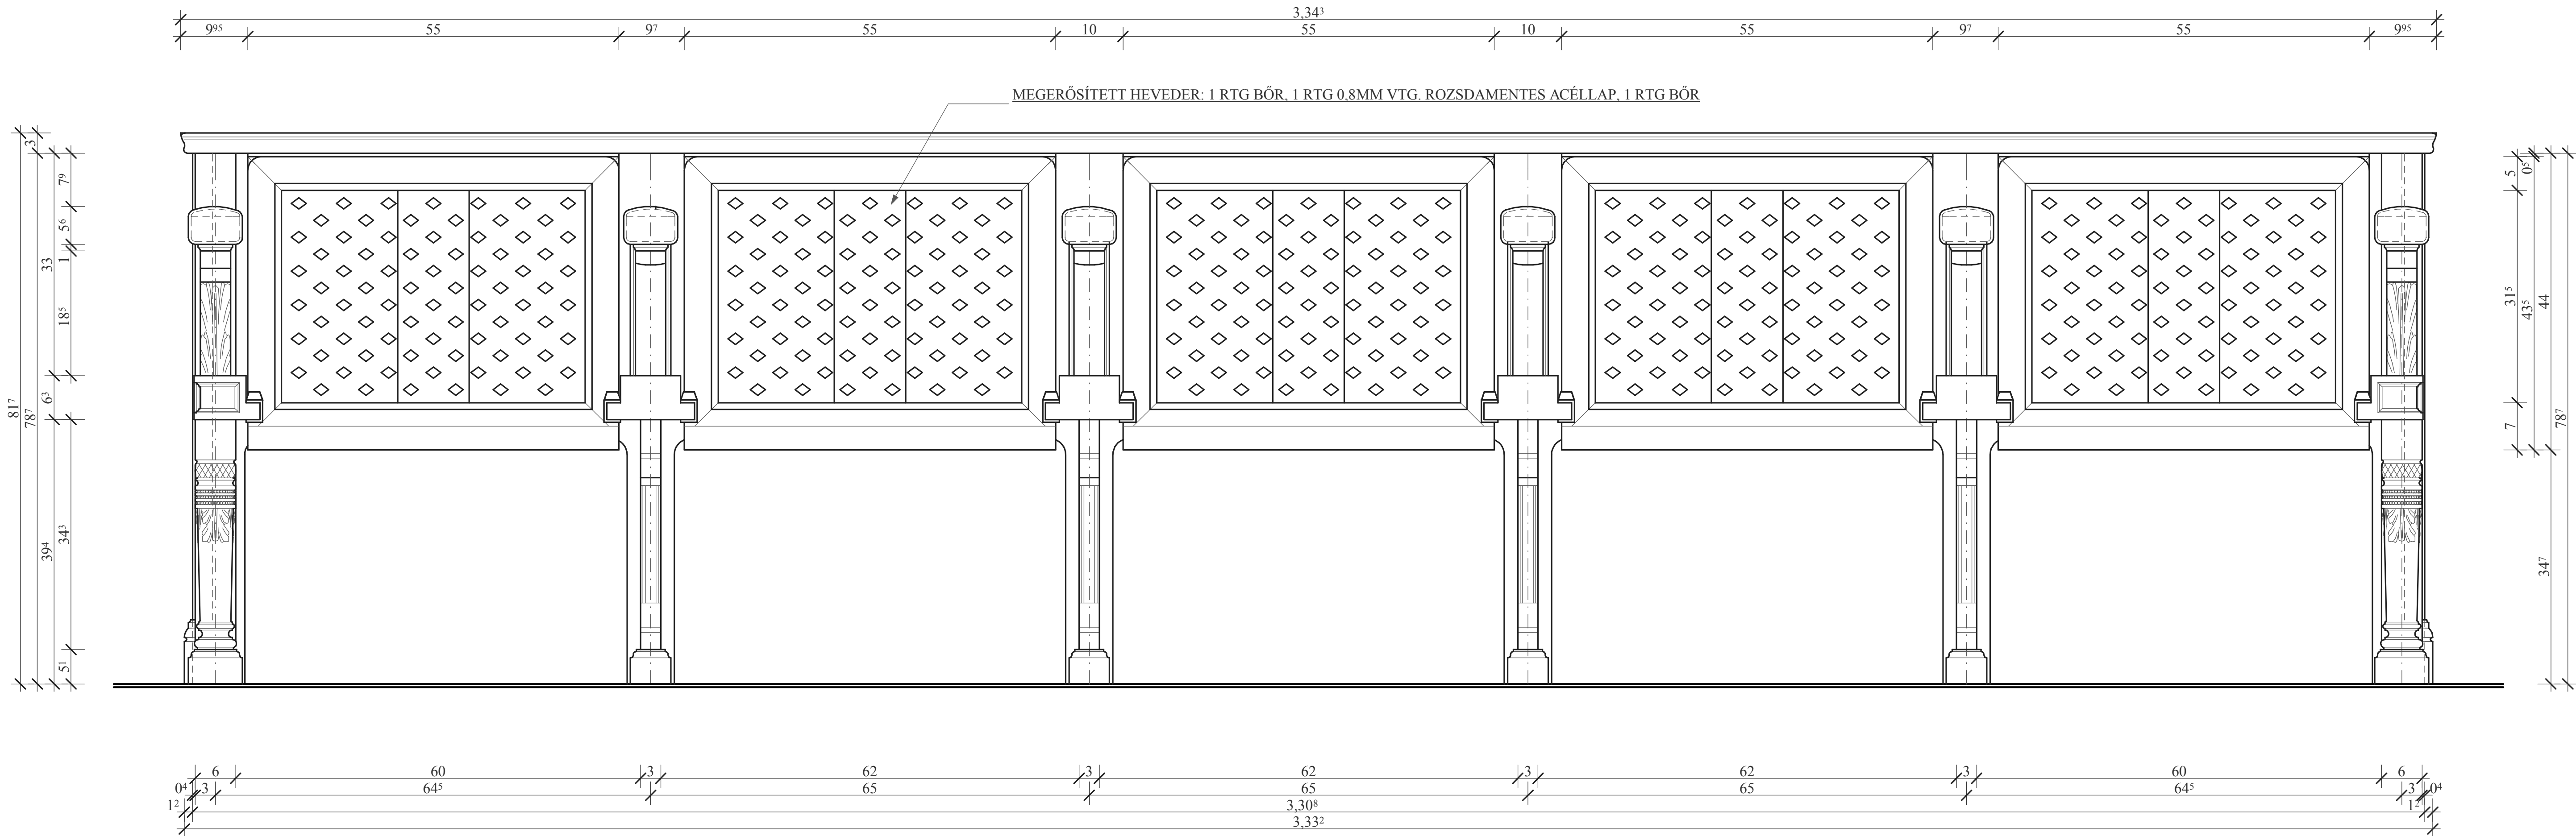 3,34³
9⁹⁵ 55 9⁷ 55 10 55 10 55 9⁷ 55 9⁹⁵
MEGERŐSÍTETT HEVEDER: 1 RTG BŐR, 1 RTG 0,8MM VTG. ROZSDAMENTES ACÉLLAP, 1 RTG BŐR
81⁷
3 78⁷
33 6³ 39⁴
7⁹ 5⁶ 1 18⁵ 34³ 5¹
5 31⁵ 7
0⁵ 43⁵
44 34⁷
78⁷
6 60 3 62 3 62 3 62 3 60 6
0⁴ 3 64⁵ 65 65 65 64⁵ 3 0⁴
1² 3,30⁸ 1²
3,33²